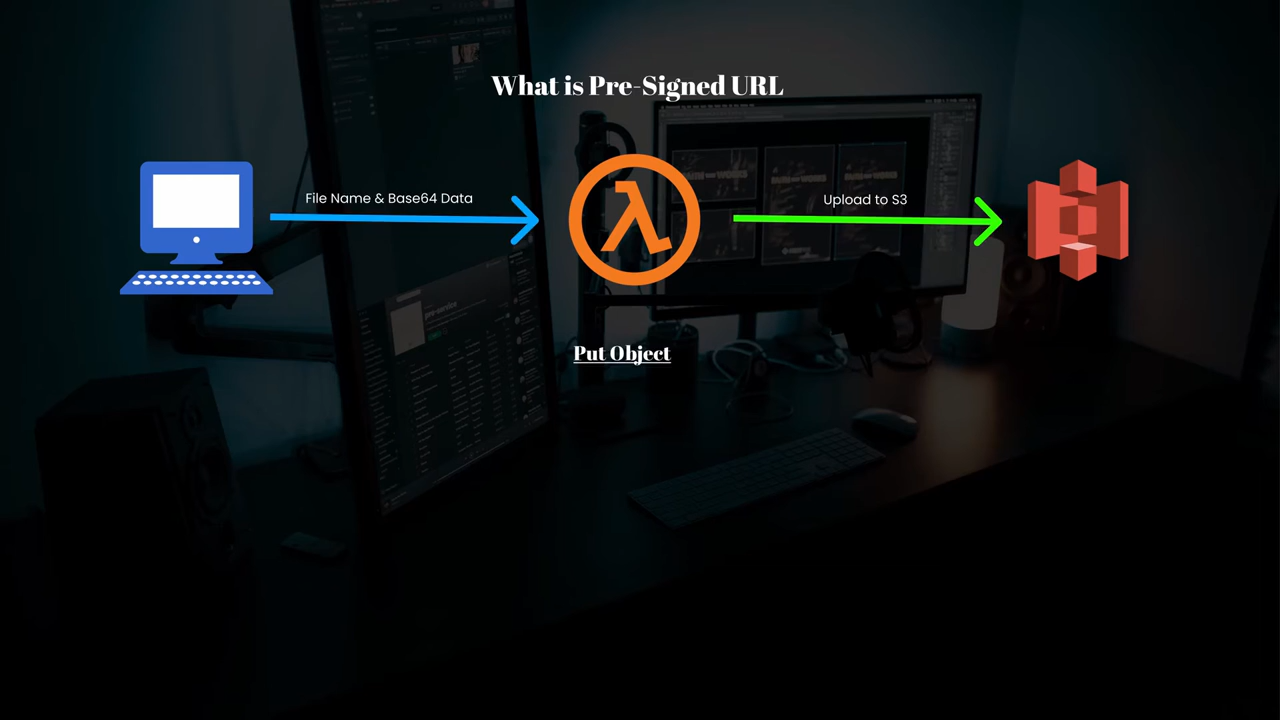 What is Pre-Signed URL
File Name & Base64 Data
Upload to S3
Put Object